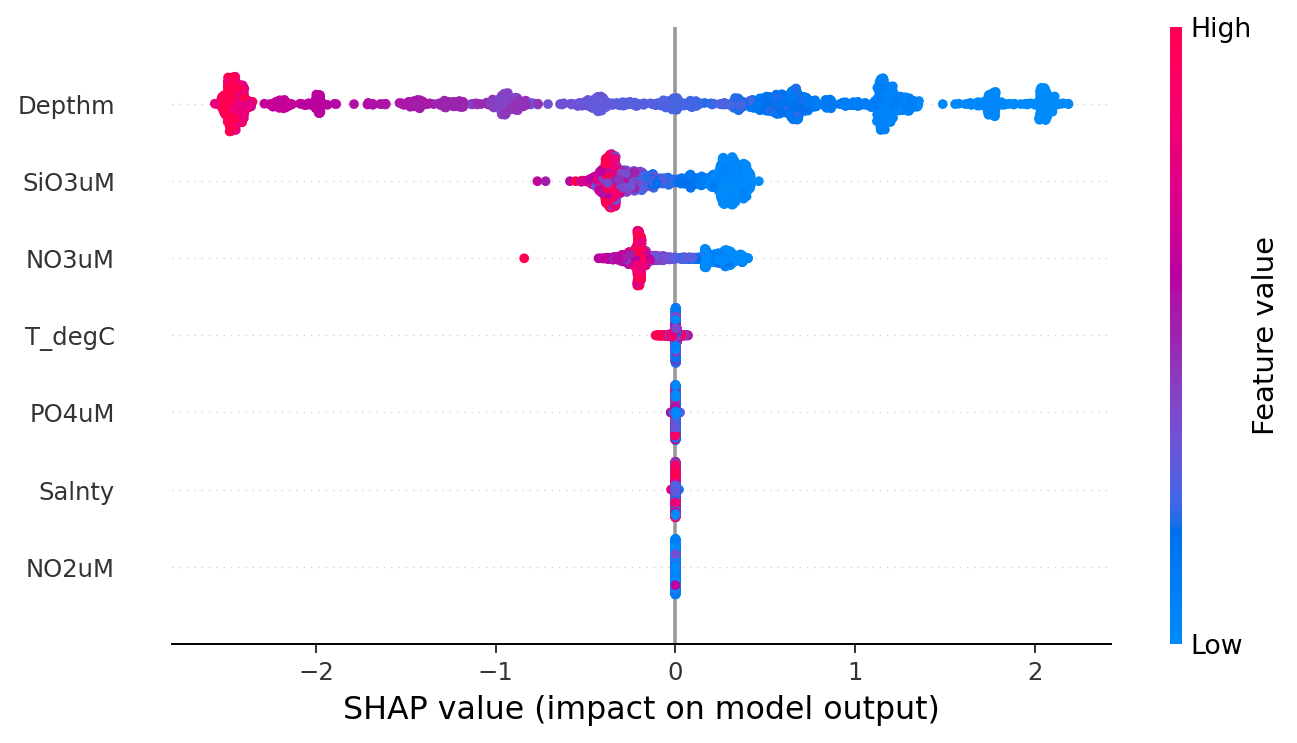 High
Depthm
SiO3uM
NO3uM
T_degC
PO4uM
Salnty
NO2uM
Feature value
Low
−2 −1 0 1 2
SHAP value (impact on model output)